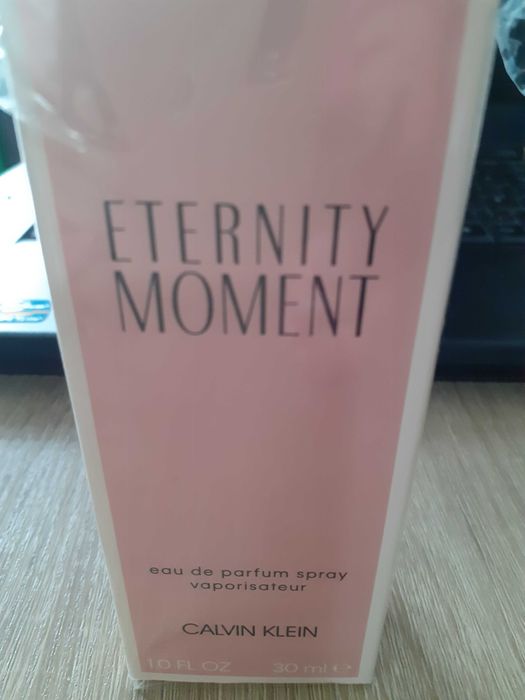 ETERNITY
MOMENT
eau de parfum spray
vaporisateur
CALVIN KLEIN
1.0 FL OZ 30 ml ℮